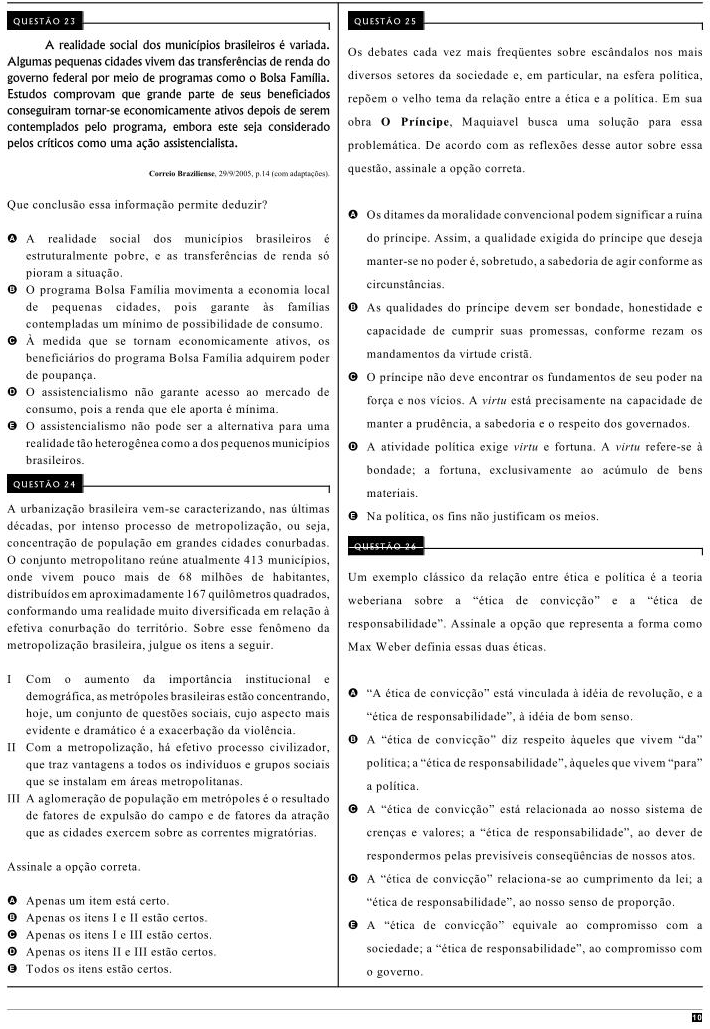 QUESTÃO 23
A realidade social dos municípios brasileiros é variada.
Algumas pequenas cidades vivem das transferências de renda do
governo federal por meio de programas como o Bolsa Família.
Estudos comprovam que grande parte de seus beneficiados
conseguiram tornar-se economicamente ativos depois de serem
contemplados pelo programa, embora este seja considerado
pelos críticos como uma ação assistencialista.
Correio Braziliense, 29/9/2005, p.14 (com adaptações).
Que conclusão essa informação permite deduzir?
A A realidade social dos municípios brasileiros é
estruturalmente pobre, e as transferências de renda só
pioram a situação.
B O programa Bolsa Família movimenta a economia local
de pequenas cidades, pois garante às famílias
contempladas um mínimo de possibilidade de consumo.
C À medida que se tornam economicamente ativos, os
beneficiários do programa Bolsa Família adquirem poder
de poupança.
D O assistencialismo não garante acesso ao mercado de
consumo, pois a renda que ele aporta é mínima.
E O assistencialismo não pode ser a alternativa para uma
realidade tão heterogênea como a dos pequenos municípios
brasileiros.
QUESTÃO 24
A urbanização brasileira vem-se caracterizando, nas últimas
décadas, por intenso processo de metropolização, ou seja,
concentração de população em grandes cidades conurbadas.
O conjunto metropolitano reúne atualmente 413 municípios,
onde vivem pouco mais de 68 milhões de habitantes,
distribuídos em aproximadamente 167 quilômetros quadrados,
conformando uma realidade muito diversificada em relação à
efetiva conurbação do território. Sobre esse fenômeno da
metropolização brasileira, julgue os itens a seguir.
I Com o aumento da importância institucional e
demográfica, as metrópoles brasileiras estão concentrando,
hoje, um conjunto de questões sociais, cujo aspecto mais
evidente e dramático é a exacerbação da violência.
II Com a metropolização, há efetivo processo civilizador,
que traz vantagens a todos os indivíduos e grupos sociais
que se instalam em áreas metropolitanas.
III A aglomeração de população em metrópoles é o resultado
de fatores de expulsão do campo e de fatores da atração
que as cidades exercem sobre as correntes migratórias.
Assinale a opção correta.
A Apenas um item está certo.
B Apenas os itens I e II estão certos.
C Apenas os itens I e III estão certos.
D Apenas os itens II e III estão certos.
E Todos os itens estão certos.
QUESTÃO 25
Os debates cada vez mais freqüentes sobre escândalos nos mais
diversos setores da sociedade e, em particular, na esfera política,
repõem o velho tema da relação entre a ética e a política. Em sua
obra O Príncipe, Maquiavel busca uma solução para essa
problemática. De acordo com as reflexões desse autor sobre essa
questão, assinale a opção correta.
A Os ditames da moralidade convencional podem significar a ruína
do príncipe. Assim, a qualidade exigida do príncipe que deseja
manter-se no poder é, sobretudo, a sabedoria de agir conforme as
circunstâncias.
B As qualidades do príncipe devem ser bondade, honestidade e
capacidade de cumprir suas promessas, conforme rezam os
mandamentos da virtude cristã.
C O príncipe não deve encontrar os fundamentos de seu poder na
força e nos vícios. A virtu está precisamente na capacidade de
manter a prudência, a sabedoria e o respeito dos governados.
D A atividade política exige virtu e fortuna. A virtu refere-se à
bondade; a fortuna, exclusivamente ao acúmulo de bens
materiais.
E Na política, os fins não justificam os meios.
QUESTÃO 26
Um exemplo clássico da relação entre ética e política é a teoria
weberiana sobre a “ética de convicção” e a “ética de
responsabilidade”. Assinale a opção que representa a forma como
Max Weber definia essas duas éticas.
A “A ética de convicção” está vinculada à idéia de revolução, e a
“ética de responsabilidade”, à idéia de bom senso.
B A “ética de convicção” diz respeito àqueles que vivem “da”
política; a “ética de responsabilidade”, àqueles que vivem “para”
a política.
C A “ética de convicção” está relacionada ao nosso sistema de
crenças e valores; a “ética de responsabilidade”, ao dever de
respondermos pelas previsíveis conseqüências de nossos atos.
D A “ética de convicção” relaciona-se ao cumprimento da lei; a
“ética de responsabilidade”, ao nosso senso de proporção.
E A “ética de convicção” equivale ao compromisso com a
sociedade; a “ética de responsabilidade”, ao compromisso com
o governo.
10